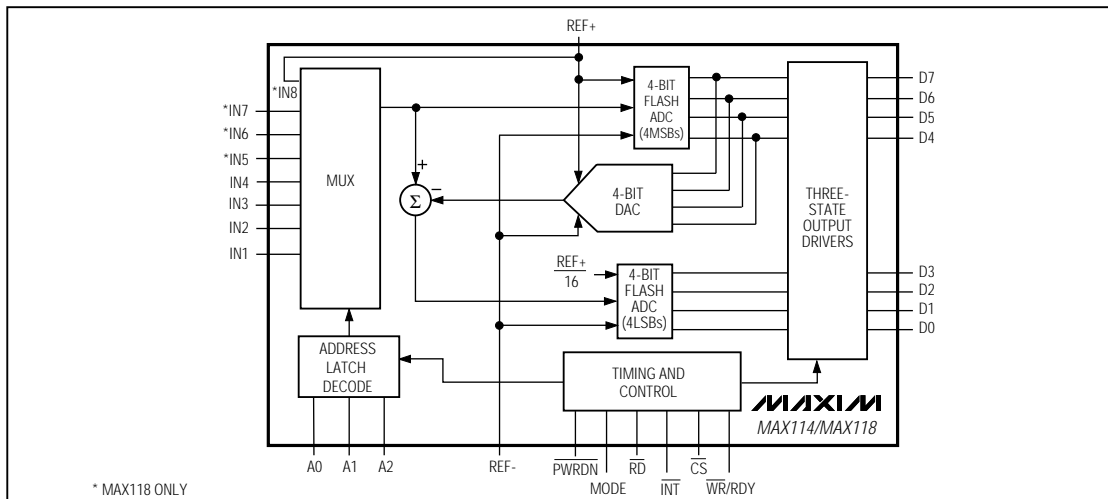 REF+
*IN8
*IN7
*IN6
*IN5
IN4
IN3
IN2
IN1
MUX
4-BIT
FLASH
ADC
(4MSBs)
D7
D6
D5
D4
+
−
Σ
4-BIT
DAC
THREE-
STATE
OUTPUT
DRIVERS
REF+
16
4-BIT
FLASH
ADC
(4LSBs)
D3
D2
D1
D0
ADDRESS
LATCH
DECODE
TIMING AND
CONTROL
MAXIM
MAX114/MAX118
A0
A1
A2
REF-
PWRDN
MODE
RD
INT
CS
WR/RDY
* MAX118 ONLY